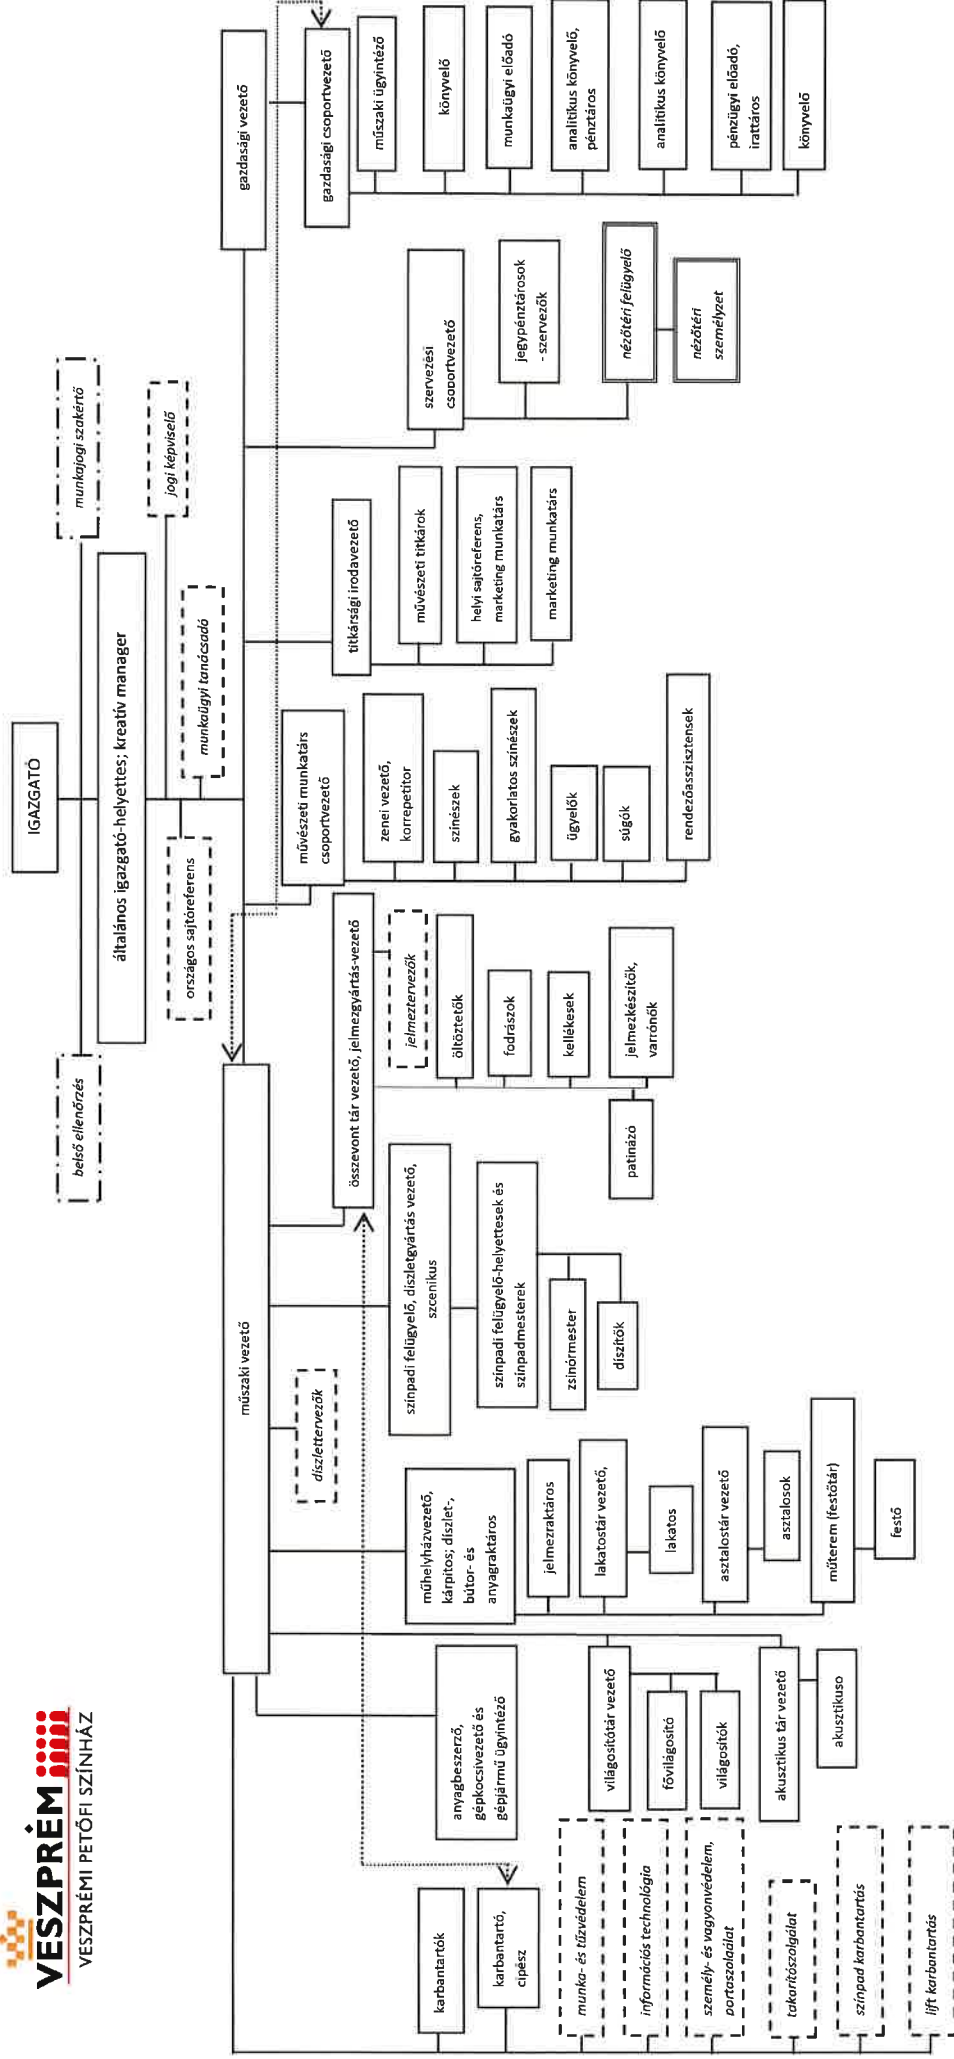 VESZPRÉM
VESZPRÉMI PETŐFI SZÍNHÁZ
IGAZGATÓ
belső ellenőrzés
munkajogi szakértő
általános igazgató-helyettes; kreatív manager
jogi képviselő
országos sajtóreferens
munkaügyi tanácsadó
műszaki vezető
gazdasági vezető
karbantartók
karbantartó,
cipész
munka- és tűzvédelem
információs technológia
személy- és vagyonvédelem,
portaszolgálat
takarítószolgálat
színpad karbantartás
lift karbantartás
anyagbeszerző,
gépkocsivezető és
gépjármű ügyintéző
világosítótár vezető
fővilágosító
világosítók
akusztikus tár vezető
akusztikuso
műhelyházvezető,
kárpitos; díszlet-,
bútor- és
anyagraktáros
jelmezraktáros
lakatostár vezető,
lakatos
asztalostár vezető
asztalosok
műterem (festőtár)
festő
díszlettervezők
színpadi felügyelő, díszletgyártás vezető,
szcenikus
színpadi felügyelő-helyettesek és
színpadmesterek
zsinórmester
díszítők
összevont tár vezető, jelmezgyártás-vezető
jelmeztervezők
öltöztetők
fodrászok
kellékesek
jelmezkészítők,
varrónők
patinázó
művészeti munkatárs
csoportvezető
zenei vezető,
korrepetitor
színészek
gyakorlatos színészek
ügyelők
súgók
rendezőasszisztensek
titkársági irodavezető
művészeti titkárok
helyi sajtóreferens,
marketing munkatárs
marketing munkatárs
szervezési
csoportvezető
jegypénztárosok
- szervezők
nézőtéri felügyelő
nézőtéri
személyzet
gazdasági csoportvezető
műszaki ügyintéző
könyvelő
munkaügyi előadó
analitikus könyvelő,
pénztáros
analitikus könyvelő
pénzügyi előadó,
irattáros
könyvelő